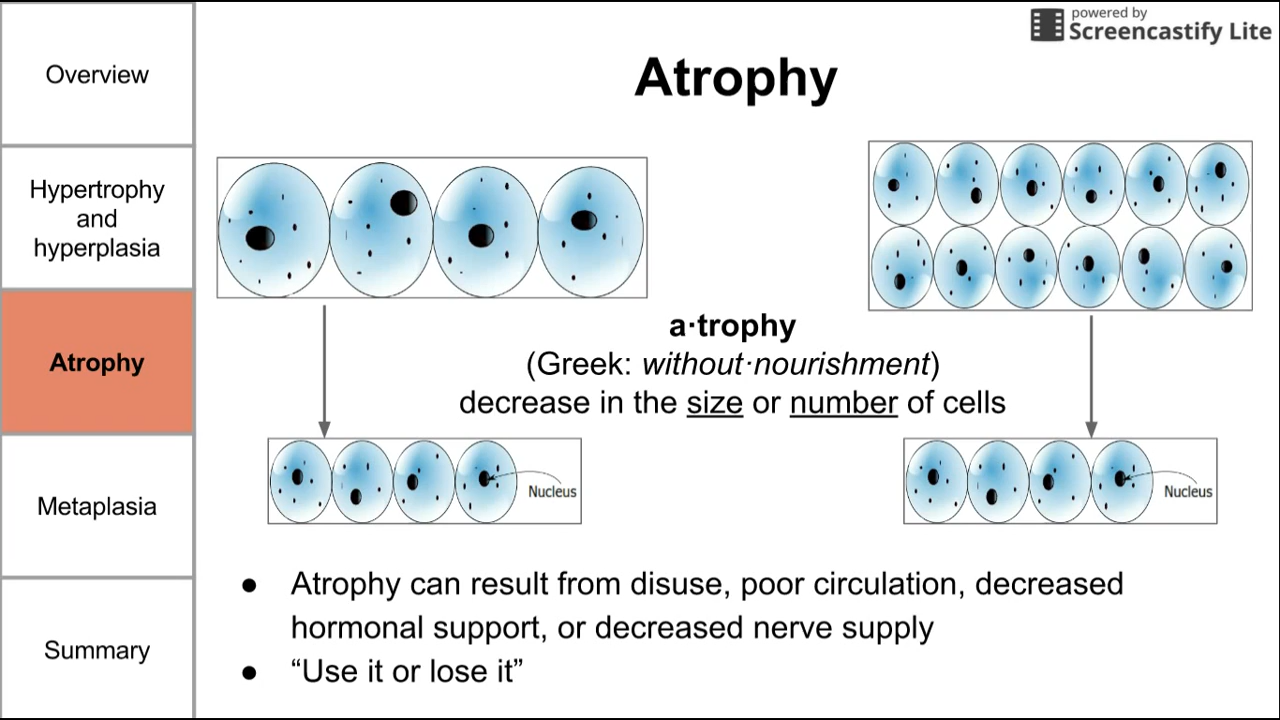 powered by
Screencastify Lite
Overview
Hypertrophy
and
hyperplasia
Atrophy
Metaplasia
Summary
Atrophy
a·trophy
(Greek: without·nourishment)
decrease in the size or number of cells
Nucleus
Nucleus
● Atrophy can result from disuse, poor circulation, decreased
hormonal support, or decreased nerve supply
● “Use it or lose it”